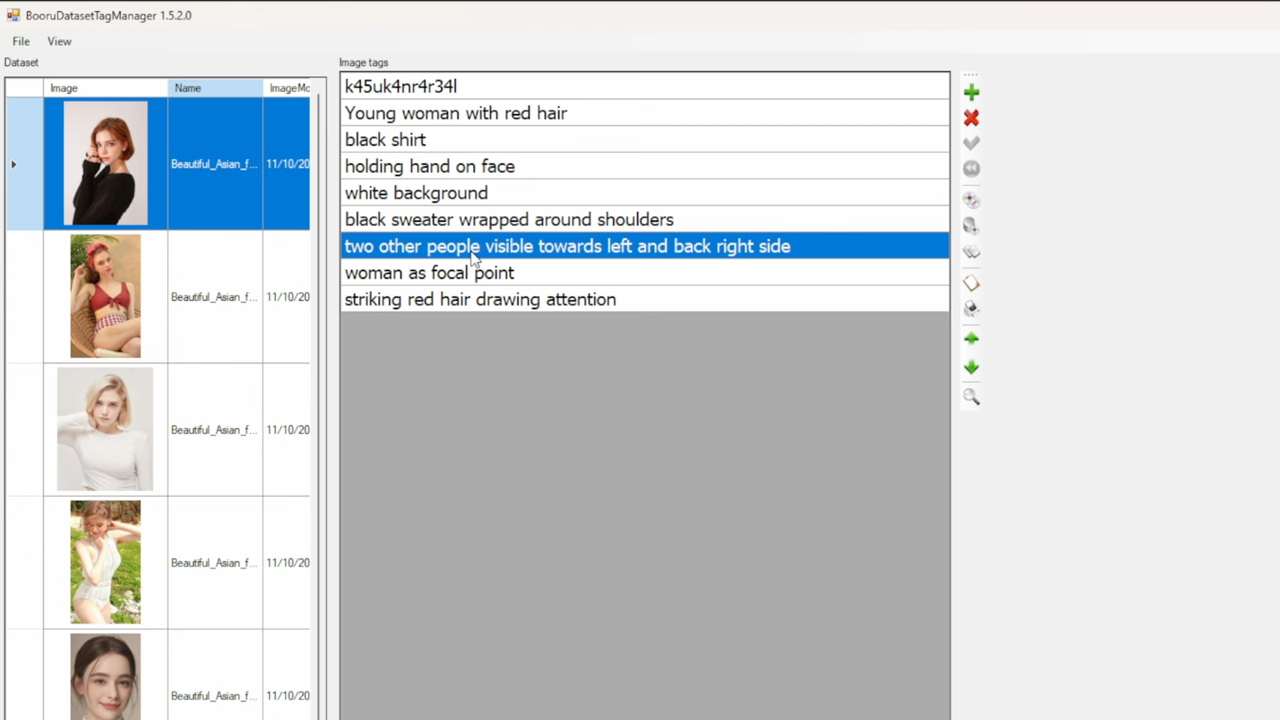 BooruDatasetTagManager 1.5.2.0
File View
Dataset
Image Name ImageMo
Beautiful_Asian_f... 11/10/20
Beautiful_Asian_f... 11/10/20
Beautiful_Asian_f... 11/10/20
Beautiful_Asian_f... 11/10/20
Beautiful_Asian_f... 11/10/20
Image tags
k45uk4nr4r34l
Young woman with red hair
black shirt
holding hand on face
white background
black sweater wrapped around shoulders
two other people visible towards left and back right side
woman as focal point
striking red hair drawing attention